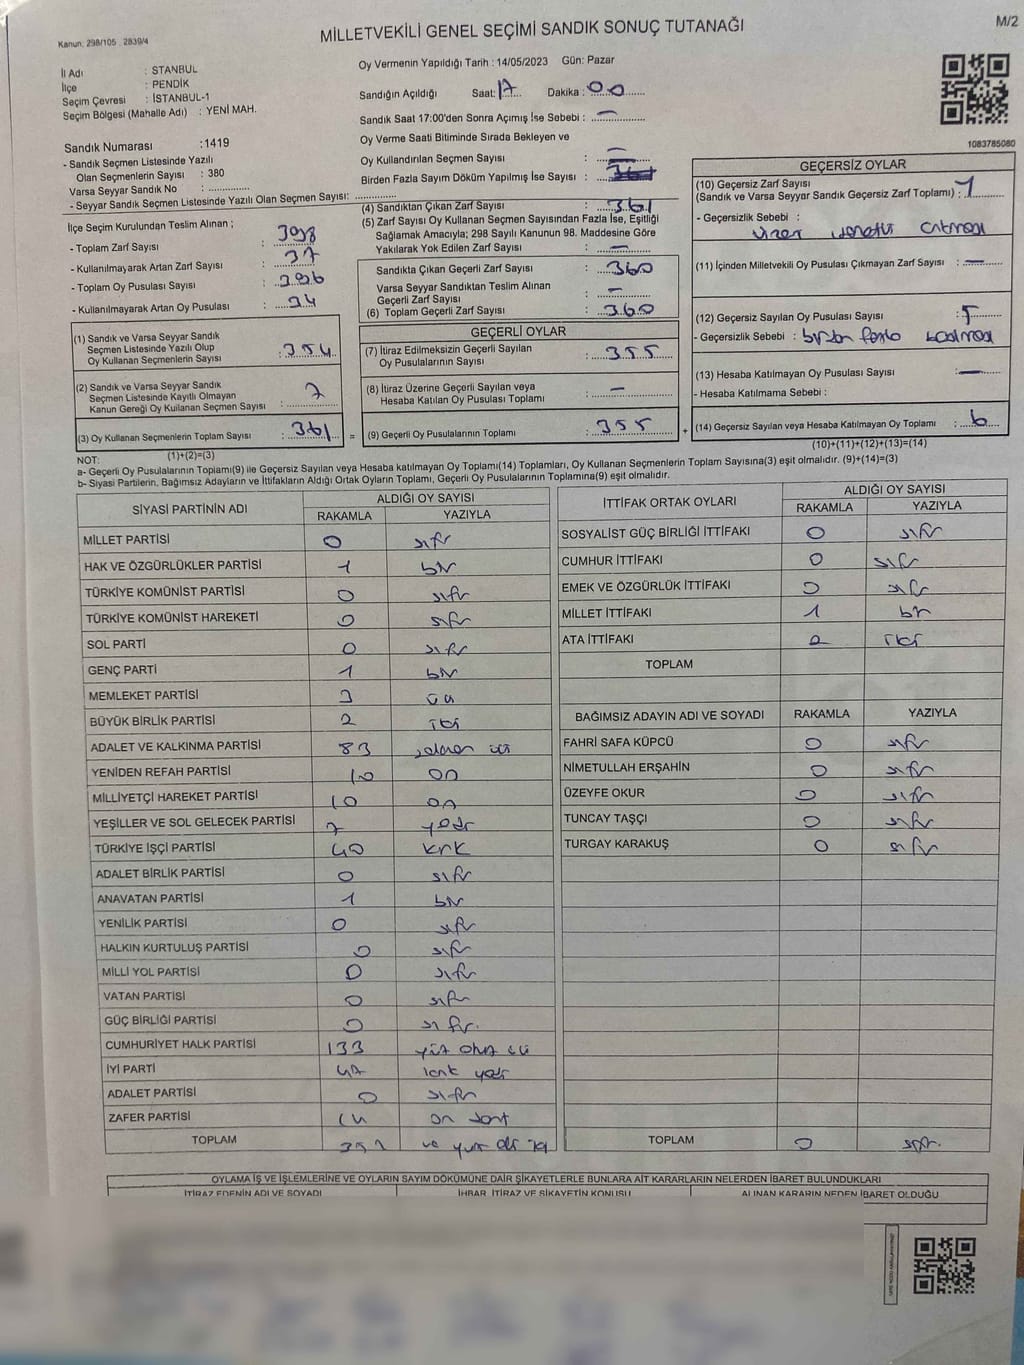 M/2
MİLLETVEKİLİ GENEL SEÇİMİ SANDIK SONUÇ TUTANAĞI
Kanun: 298/105 . 2839/4
İl Adı : STANBUL
İlçe : PENDİK
Seçim Çevresi : İSTANBUL-1
Seçim Bölgesi (Mahalle Adı) : YENİ MAH.
Oy Vermenin Yapıldığı Tarih : 14/05/2023 Gün: Pazar
Sandığın Açıldığı Saat: 17 Dakika : 00
Sandık Saat 17:00'den Sonra Açımış İse Sebebi : —
Oy Verme Saati Bitiminde Sırada Bekleyen ve
Oy Kullandırılan Seçmen Sayısı : —
Birden Fazla Sayım Döküm Yapılmış İse Sayısı :
1083785080
Sandık Numarası :1419
- Sandık Seçmen Listesinde Yazılı
Olan Seçmenlerin Sayısı : 380
Varsa Seyyar Sandık No :
- Seyyar Sandık Seçmen Listesinde Yazılı Olan Seçmen Sayısı:
İlçe Seçim Kurulundan Teslim Alınan ;
- Toplam Zarf Sayısı : 398
- Kullanılmayarak Artan Zarf Sayısı : 37
- Toplam Oy Pusulası Sayısı :
- Kullanılmayarak Artan Oy Pusulası :
(1) Sandık ve Varsa Seyyar Sandık
Seçmen Listesinde Yazılı Olup
Oy Kullanan Seçmenlerin Sayısı : 354
(2) Sandık ve Varsa Seyyar Sandık
Seçmen Listesinde Kayıtlı Olmayan
Kanun Gereği Oy Kullanan Seçmen Sayısı : 7
(3) Oy Kullanan Seçmenlerin Toplam Sayısı : 361
(1)+(2)=(3)
(4) Sandıktan Çıkan Zarf Sayısı : 361
(5) Zarf Sayısı Oy Kullanan Seçmen Sayısından Fazla İse, Eşitliği
Sağlamak Amacıyla; 298 Sayılı Kanunun 98. Maddesine Göre
Yakılarak Yok Edilen Zarf Sayısı : —
Sandıkta Çıkan Geçerli Zarf Sayısı : 360
Varsa Seyyar Sandıktan Teslim Alınan
Geçerli Zarf Sayısı : —
(6) Toplam Geçerli Zarf Sayısı : 360
GEÇERLİ OYLAR
(7) İtiraz Edilmeksizin Geçerli Sayılan
Oy Pusulalarının Sayısı : 355
(8) İtiraz Üzerine Geçerli Sayılan veya
Hesaba Katılan Oy Pusulası Toplamı : —
= (9) Geçerli Oy Pusulalarının Toplamı : 355 +
GEÇERSİZ OYLAR
(10) Geçersiz Zarf Sayısı
(Sandık ve Varsa Seyyar Sandık Geçersiz Zarf Toplamı) : 1
- Geçersizlik Sebebi :
(11) İçinden Milletvekili Oy Pusulası Çıkmayan Zarf Sayısı : —
(12) Geçersiz Sayılan Oy Pusulası Sayısı : 5
- Geçersizlik Sebebi : birden fazla basılması
(13) Hesaba Katılmayan Oy Pusulası Sayısı : —
- Hesaba Katılmama Sebebi :
(14) Geçersiz Sayılan veya Hesaba Katılmayan Oy Toplamı : 6
(10)+(11)+(12)+(13)=(14)
NOT:
a- Geçerli Oy Pusulalarının Toplamı(9) ile Geçersiz Sayılan veya Hesaba katılmayan Oy Toplamı(14) Toplamları, Oy Kullanan Seçmenlerin Toplam Sayısına(3) eşit olmalıdır. (9)+(14)=(3)
b- Siyasi Partilerin, Bağımsız Adayların ve İttifakların Aldığı Ortak Oyların Toplamı, Geçerli Oy Pusulalarının Toplamına(9) eşit olmalıdır.
SİYASİ PARTİNİN ADI ALDIĞI OY SAYISI
RAKAMLA YAZIYLA
MİLLET PARTİSİ 0 sıfır
HAK VE ÖZGÜRLÜKLER PARTİSİ 1 bir
TÜRKİYE KOMÜNİST PARTİSİ 0 sıfır
TÜRKİYE KOMÜNİST HAREKETİ 0 sıfır
SOL PARTİ 0 sıfır
GENÇ PARTİ 1 bir
MEMLEKET PARTİSİ 3 üç
BÜYÜK BİRLİK PARTİSİ 2 iki
ADALET VE KALKINMA PARTİSİ 83 seksen üç
YENİDEN REFAH PARTİSİ 10 on
MİLLİYETÇİ HAREKET PARTİSİ 10 on
YEŞİLLER VE SOL GELECEK PARTİSİ 7 yedi
TÜRKİYE İŞÇİ PARTİSİ 40 kırk
ADALET BİRLİK PARTİSİ 0 sıfır
ANAVATAN PARTİSİ 1 bir
YENİLİK PARTİSİ 0 sıfır
HALKIN KURTULUŞ PARTİSİ 0 sıfır
MİLLİ YOL PARTİSİ 0 sıfır
VATAN PARTİSİ 0 sıfır
GÜÇ BİRLİĞİ PARTİSİ 0 sıfır.
CUMHURİYET HALK PARTİSİ 133 yüz otuz üç
İYİ PARTİ 47 kırk yedi
ADALET PARTİSİ 0 sıfır
ZAFER PARTİSİ 14 on dört
TOPLAM 352 üç yüz elli iki
İTTİFAK ORTAK OYLARI ALDIĞI OY SAYISI
RAKAMLA YAZIYLA
SOSYALİST GÜÇ BİRLİĞİ İTTİFAKI 0 sıfır
CUMHUR İTTİFAKI 0 sıfır
EMEK VE ÖZGÜRLÜK İTTİFAKI 0 sıfır
MİLLET İTTİFAKI 1 bir
ATA İTTİFAKI 2 iki
TOPLAM
BAĞIMSIZ ADAYIN ADI VE SOYADI RAKAMLA YAZIYLA
FAHRİ SAFA KÜPCÜ 0 sıfır
NİMETULLAH ERŞAHİN 0 sıfır
ÜZEYFE OKUR 0 sıfır
TUNCAY TAŞÇI 0 sıfır
TURGAY KARAKUŞ 0 sıfır
TOPLAM 0 sıfır.
OYLAMA İŞ VE İŞLEMLERİNE VE OYLARIN SAYIM DÖKÜMÜNE DAİR ŞİKAYETLERLE BUNLARA AİT KARARLARIN NELERDEN İBARET BULUNDUKLARI
İTİRAZ EDENİN ADI VE SOYADI İHBAR, İTİRAZ VE ŞİKAYETİN KONUSU ALINAN KARARIN NEDEN İBARET OLDUĞU